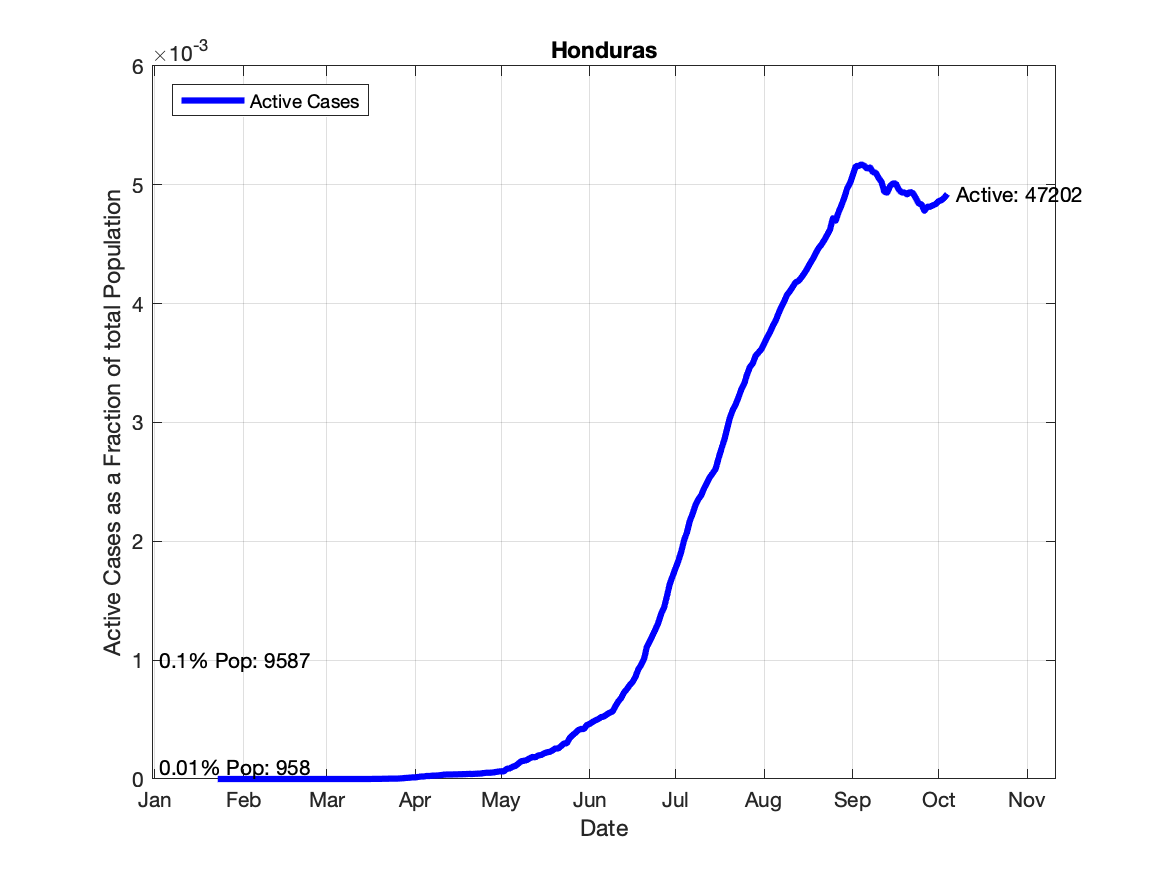 Honduras
×10-3
Active Cases
6
5
4
3
2
1
0
Active Cases as a Fraction of total Population
Active: 47202
0.1% Pop: 9587
0.01% Pop: 958
Jan Feb Mar Apr May Jun Jul Aug Sep Oct Nov
Date